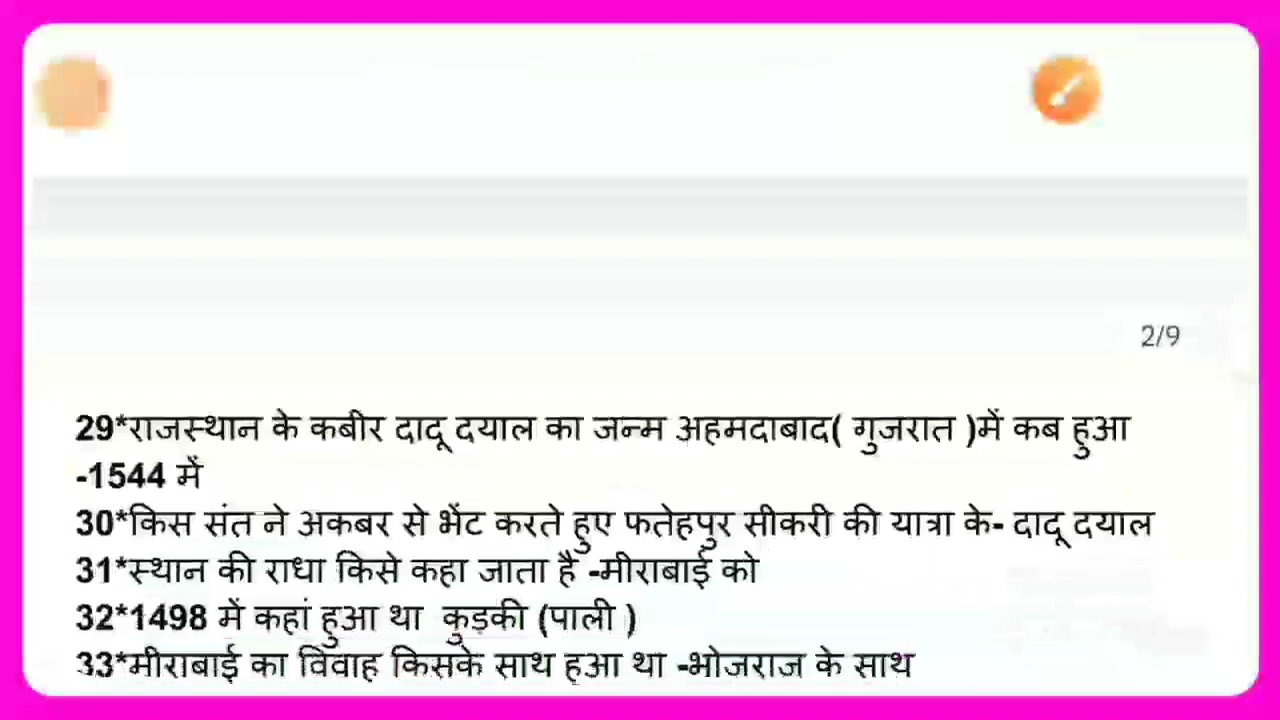 2/9
29*राजस्थान के कबीर दादू दयाल का जन्म अहमदाबाद( गुजरात )में कब हुआ
-1544 में
30*किस संत ने अकबर से भेंट करते हुए फतेहपुर सीकरी की यात्रा के- दादू दयाल
31*स्थान की राधा किसे कहा जाता है -मीराबाई को
32*1498 में कहां हुआ था कुड़की (पाली )
33*मीराबाई का विवाह किसके साथ हुआ था -भोजराज के साथ